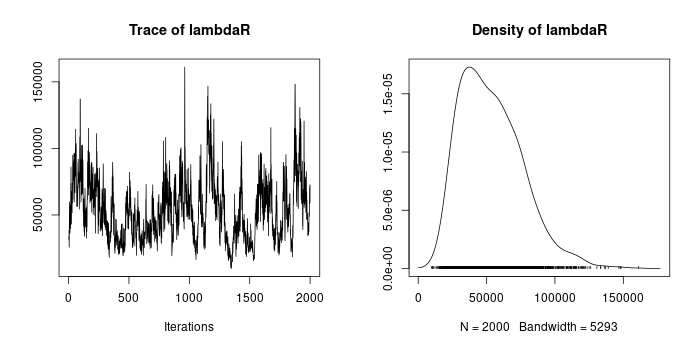 Trace of lambdaR
150000
100000
50000
0
500
1000
1500
2000
Iterations
Density of lambdaR
1.5e-05
1.0e-05
5.0e-06
0.0e+00
0
50000
100000
150000
N = 2000 Bandwidth = 5293